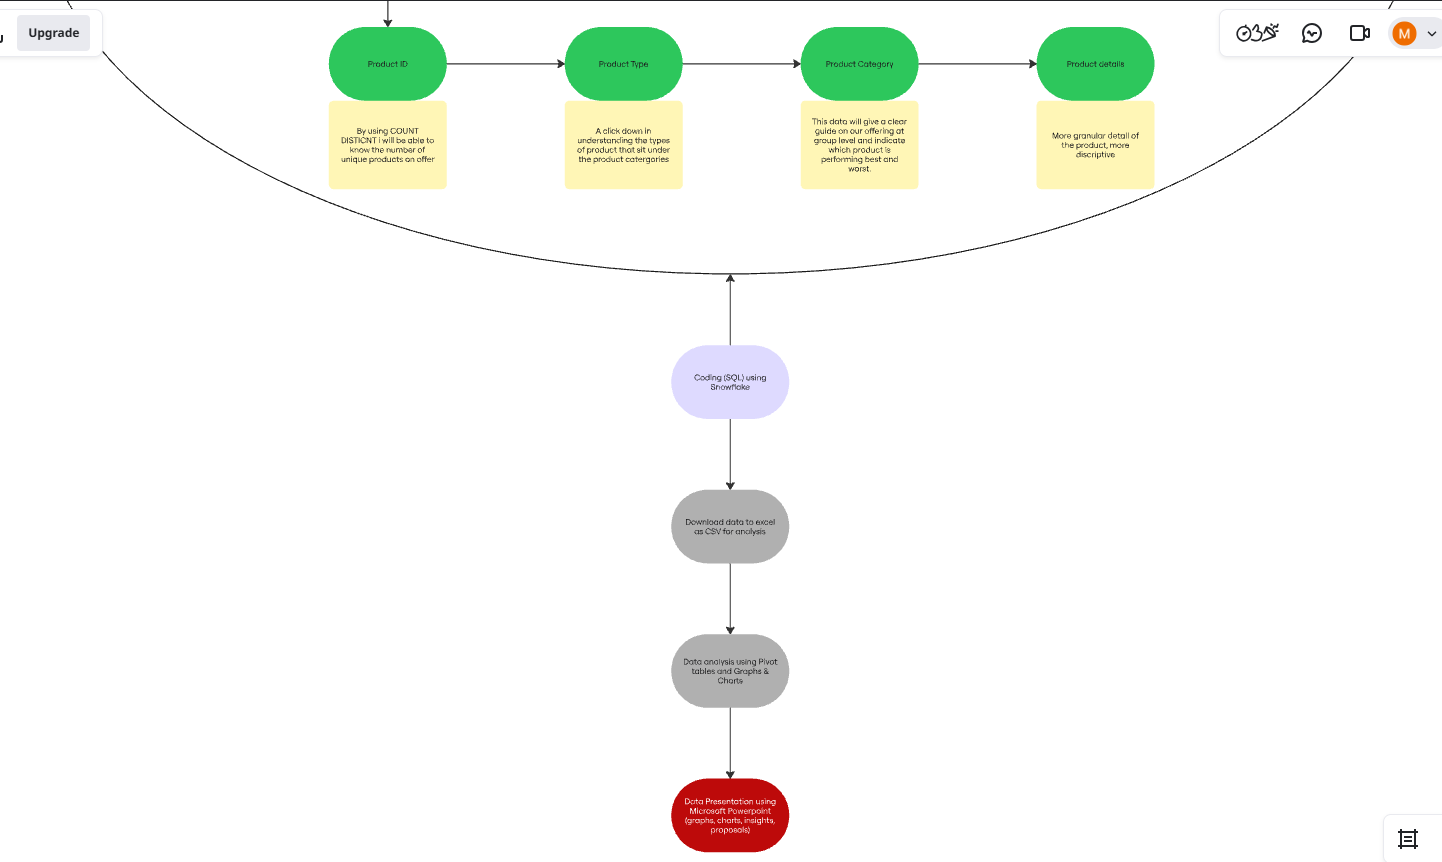 Upgrade
M
Product ID
Product Type
Product Category
Product details
By using COUNT
DISTICNT i will be able to
know the number of
unique products on offer
A click down in
understanding the types
of product that sit under
the product catergories
This data will give a clear
guide on our offering at
group level and indicate
which product is
performing best and
worst.
More granular detail of
the product, more
discriptive
Coding (SQL) using
Snowflake
Download data to excel
as CSV for analysis
Data analysis using Pivot
tables and Graphs &
Charts
Data Presentation using
Microsoft Powerpoint
(graphs, charts, insights,
proposals)